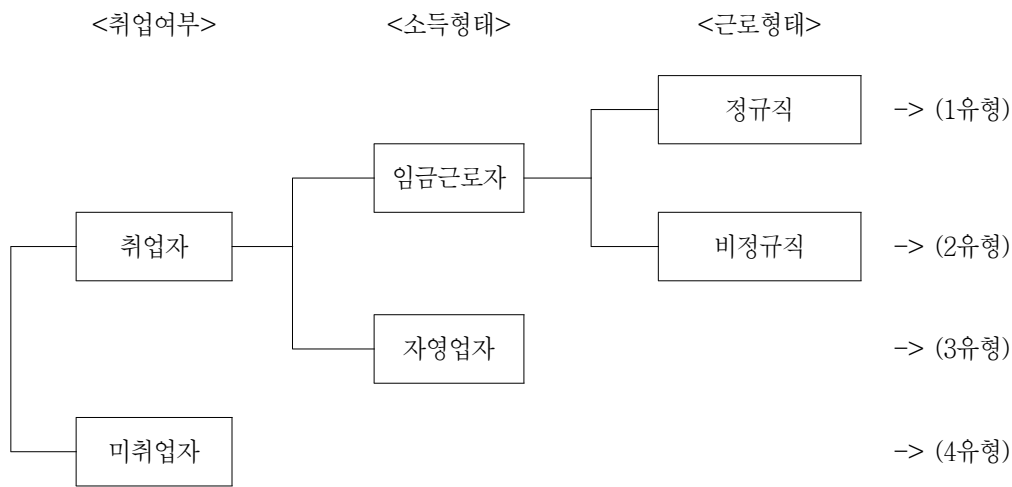 <취업여부> <소득형태> <근로형태>
정규직 -> (1유형)
임금근로자
취업자 비정규직 -> (2유형)
자영업자 -> (3유형)
미취업자 -> (4유형)